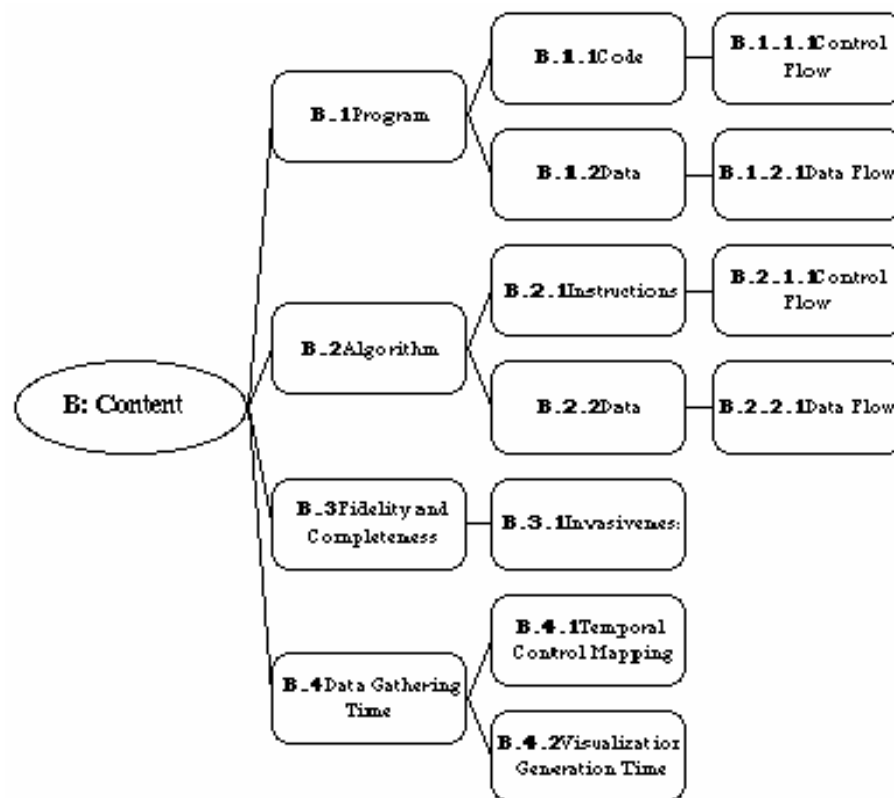 B.1.1Code
B.1.1.1Control
Flow
B.1Program
B.1.2Data
B.1.2.1Data Flow
B.2.1Instructions
B.2.1.1Control
Flow
B.2Algorithm
B: Content
B.2.2Data
B.2.2.1Data Flow
B.3Fidelity and
Completeness
B.3.1Invasivenes:
B.4.1Temporal
Control Mapping
B.4Data Gathering
Time
B.4.2Visualization
Generation Time